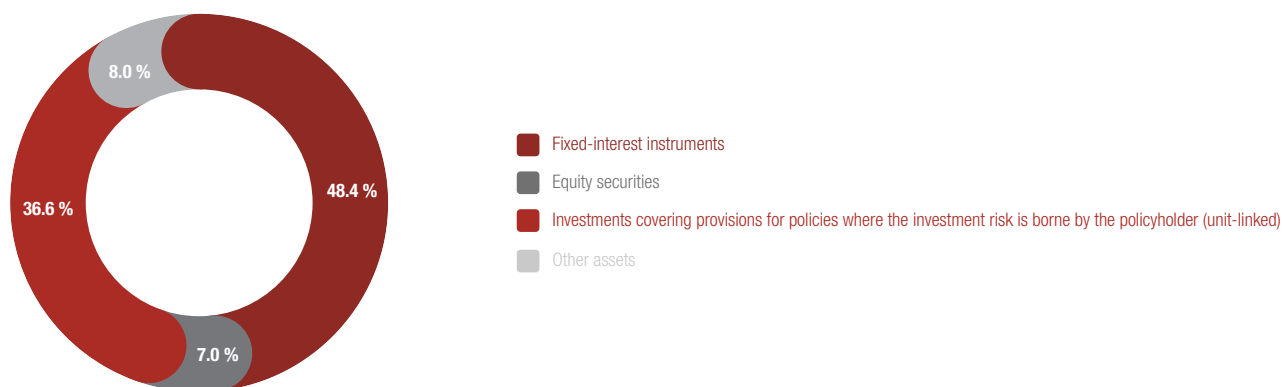 8.0 %
48.4 %
36.6 %
7.0 %
Fixed-interest instruments
Equity securities
Investments covering provisions for policies where the investment risk is borne by the policyholder (unit-linked)
Other assets